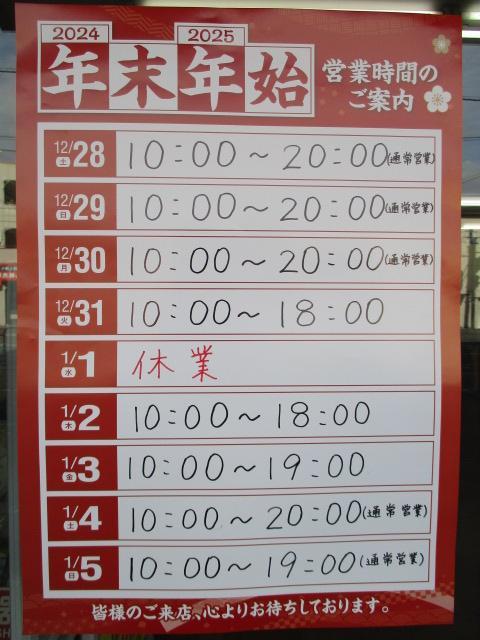 2024 2025
年末年始
営業時間の
ご案内
12/28 土 10:00~20:00(通常営業)
12/29 日 10:00~20:00(通常営業)
12/30 月 10:00~20:00(通常営業)
12/31 火 10:00~18:00
1/1 水 休業
1/2 木 10:00~18:00
1/3 金 10:00~19:00
1/4 土 10:00~20:00(通常営業)
1/5 日 10:00~19:00(通常営業)
皆様のご来店、心よりお待ちしております。